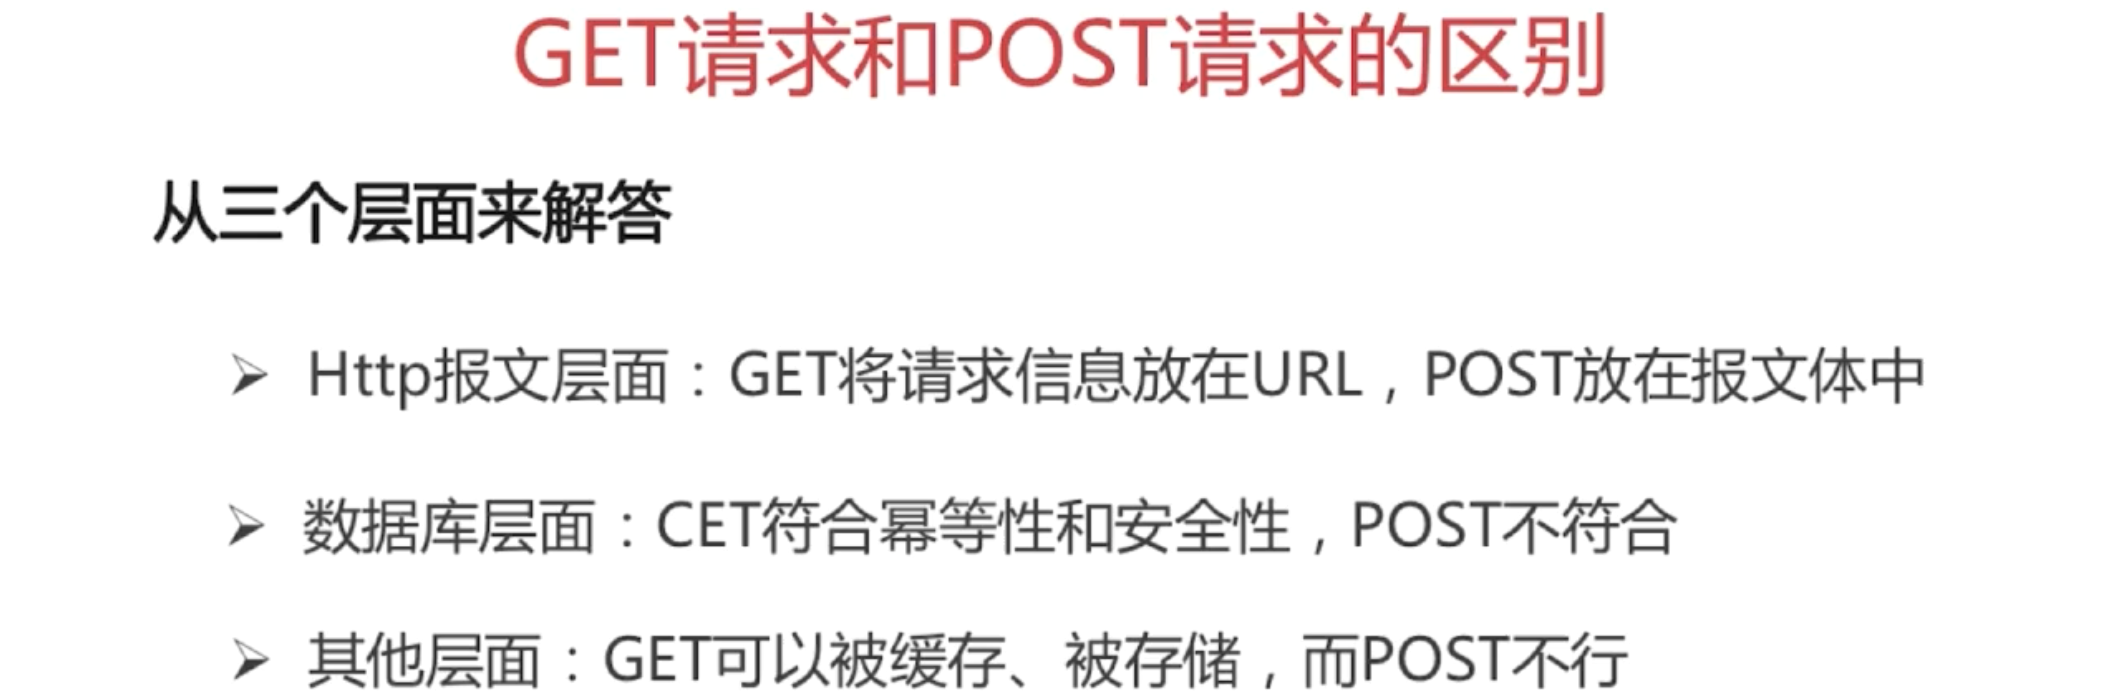 GET请求和POST请求的区别
从三个层面来解答
➢ Http报文层面：GET将请求信息放在URL，POST放在报文体中
➢ 数据库层面：CET符合幂等性和安全性，POST不符合
➢ 其他层面：GET可以被缓存、被存储，而POST不行